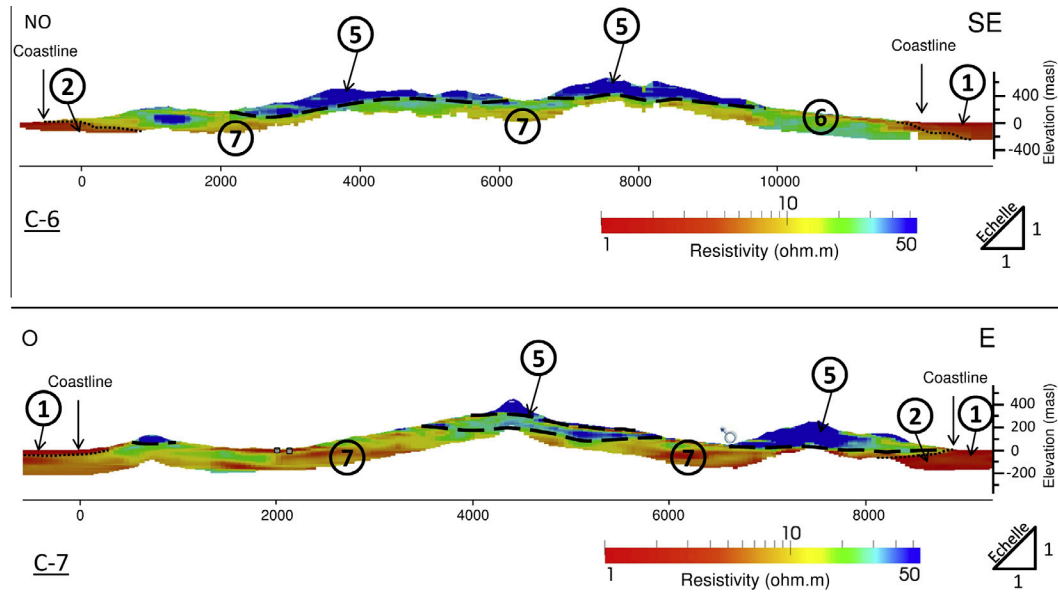 NO
SE
Coastline
5
5
Coastline
2
1
7
7
6
400
0
-400
Elevation (masl)
0
2000
4000
6000
8000
10000
C-6
10
1
50
Resistivity (ohm.m)
Echelle
1
1
O
E
Coastline
5
5
Coastline
1
2
1
7
7
400
200
0
-200
Elevation (masl)
0
2000
4000
6000
8000
C-7
10
1
50
Resistivity (ohm.m)
Echelle
1
1